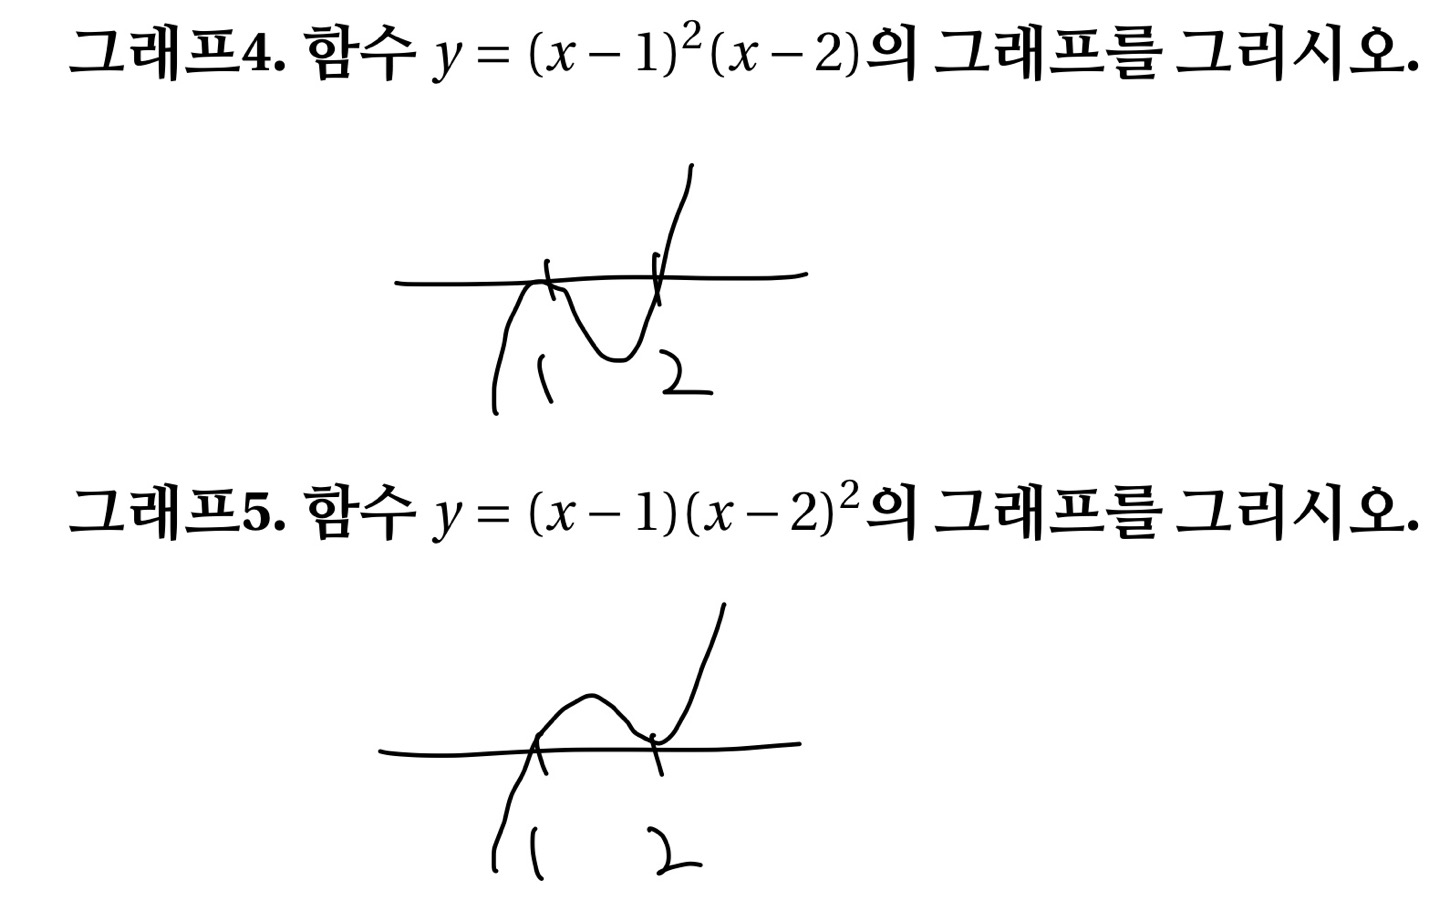 그래프4. 함수 y = (x − 1)²(x − 2)의 그래프를 그리시오.
1 2
그래프5. 함수 y = (x − 1)(x − 2)²의 그래프를 그리시오.
1 2